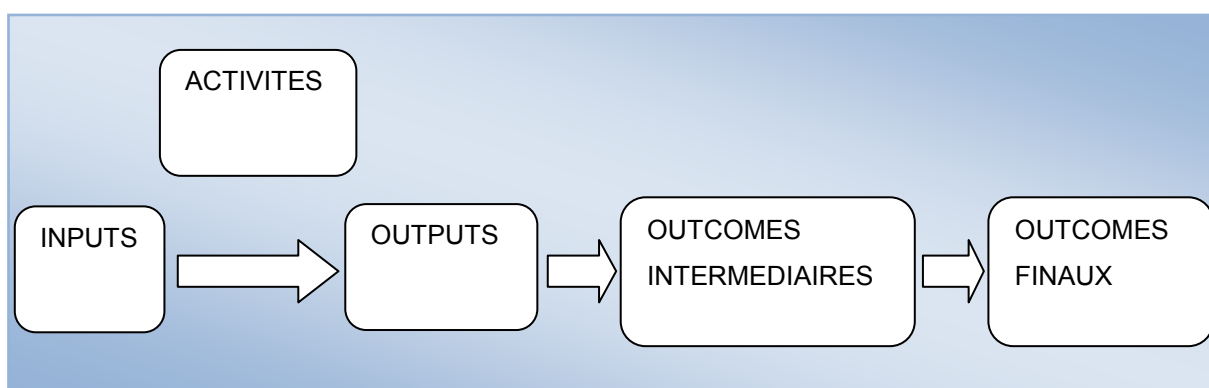 ACTIVITES
INPUTS
OUTPUTS
OUTCOMES
INTERMEDIAIRES
OUTCOMES
FINAUX